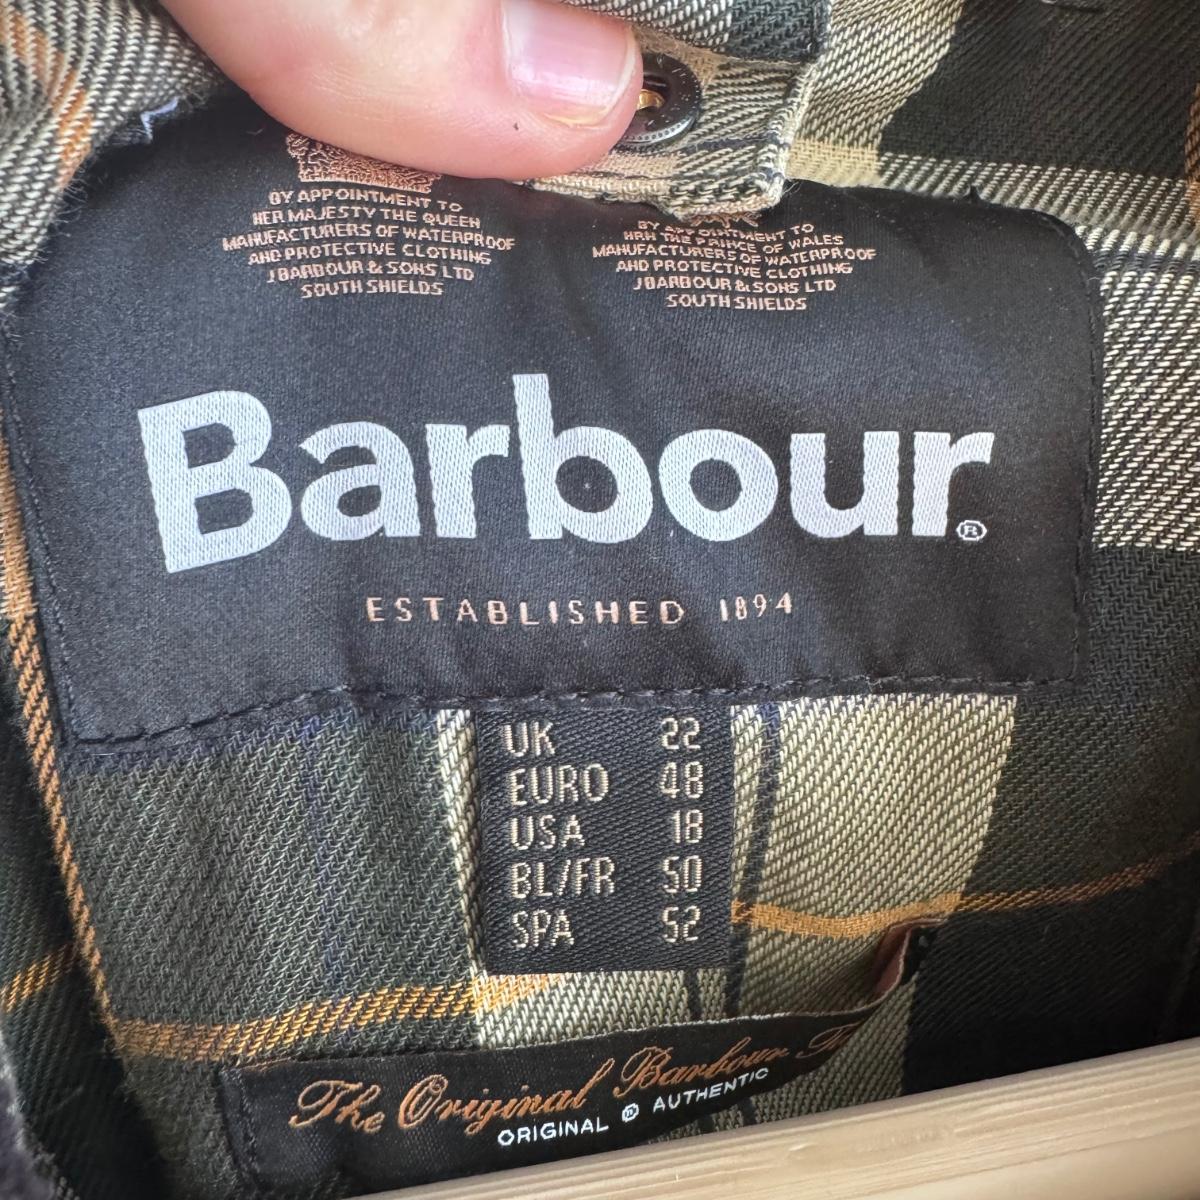 BY APPOINTMENT TO
HER MAJESTY THE QUEEN
MANUFACTURERS OF WATERPROOF
AND PROTECTIVE CLOTHING
J BARBOUR & SONS LTD
SOUTH SHIELDS
BY APPOINTMENT TO
HRH THE PRINCE OF WALES
MANUFACTURERS OF WATERPROOF
AND PROTECTIVE CLOTHING
J BARBOUR & SONS LTD
SOUTH SHIELDS
Barbour®
ESTABLISHED 1894
UK 22
EURO 48
USA 18
BL/FR 50
SPA 52
The Original Barbour
ORIGINAL AUTHENTIC